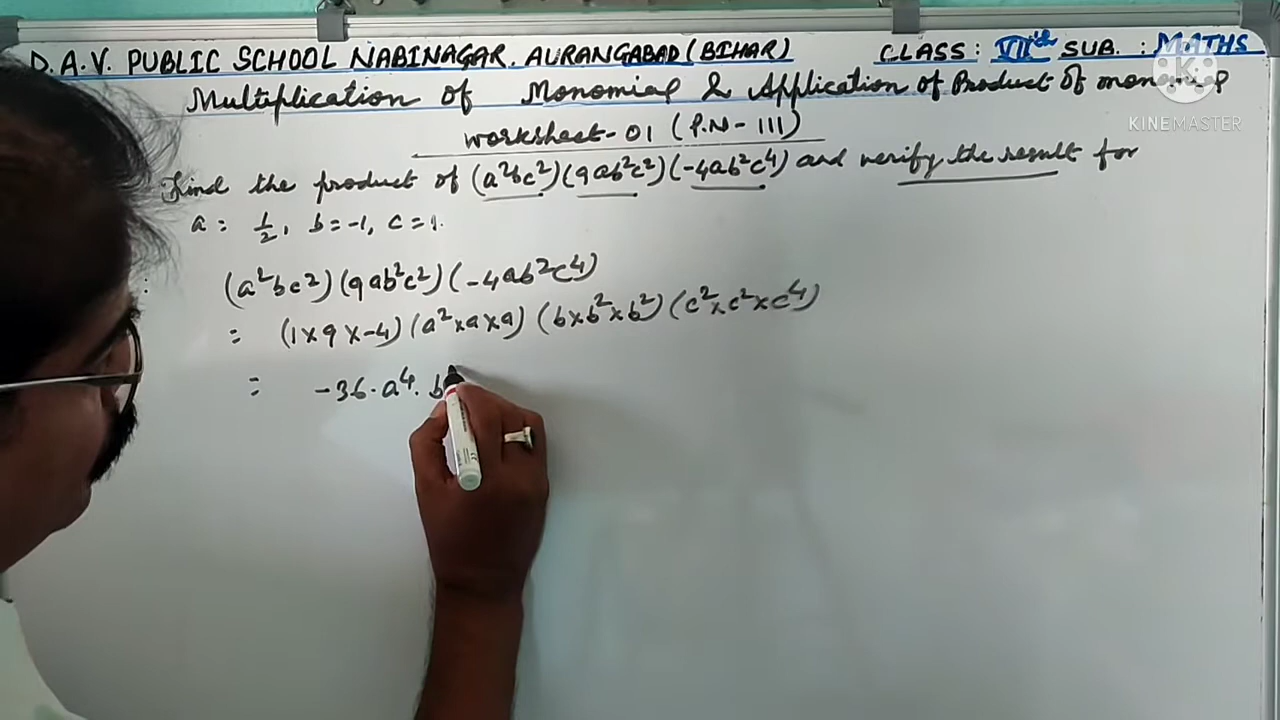 D.A.V. PUBLIC SCHOOL NABINAGAR, AURANGABAD (BIHAR) CLASS: VIIth SUB.: MATHS
Multiplication of Monomial & Application of Product of monomial
KINEMASTER
worksheet-01 (P.N-111)
Find the product of (a²bc²)(9ab²c²)(-4ab²c⁴) and verify the result for
a = 1/2, b = -1, c = 1.
: (a²bc²)(9ab²c²)(-4ab²c⁴)
= (1×9×-4)(a²×a×a)(b×b²×b²)(c²×c²×c⁴)
= -36.a⁴.b